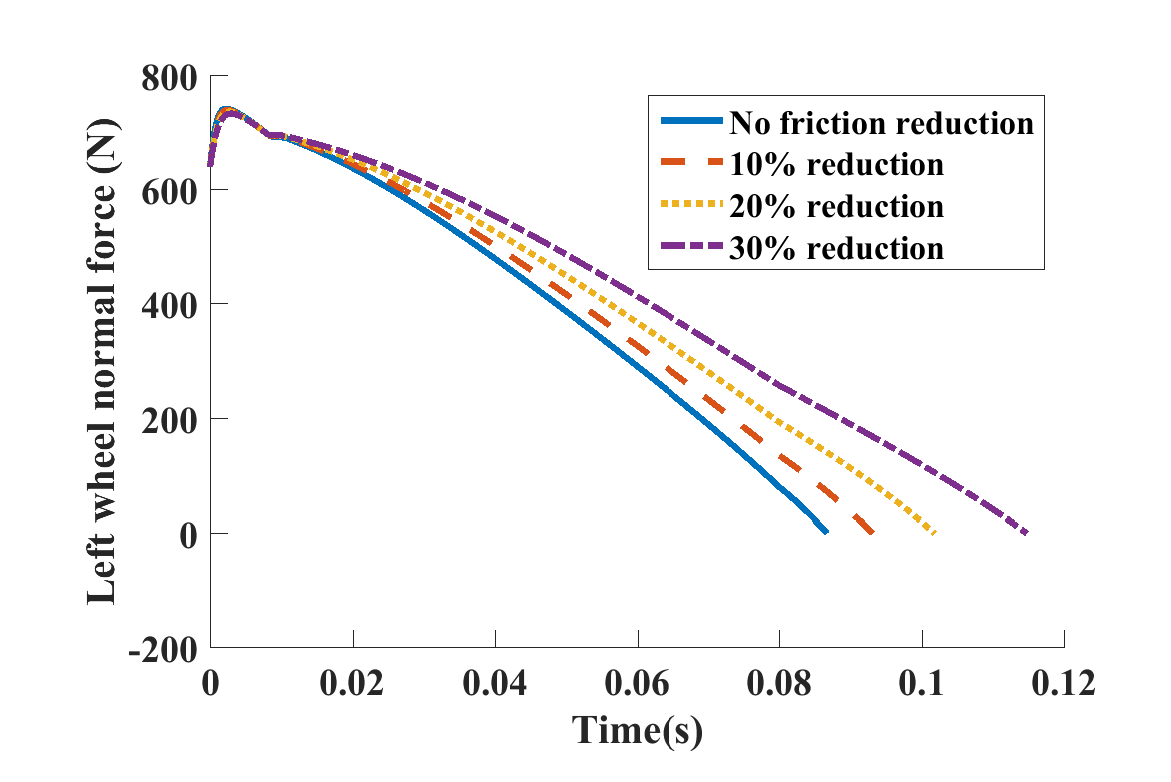 800
600
400
200
0
-200
Left wheel normal force (N)
No friction reduction
10% reduction
20% reduction
30% reduction
0 0.02 0.04 0.06 0.08 0.1 0.12
Time(s)